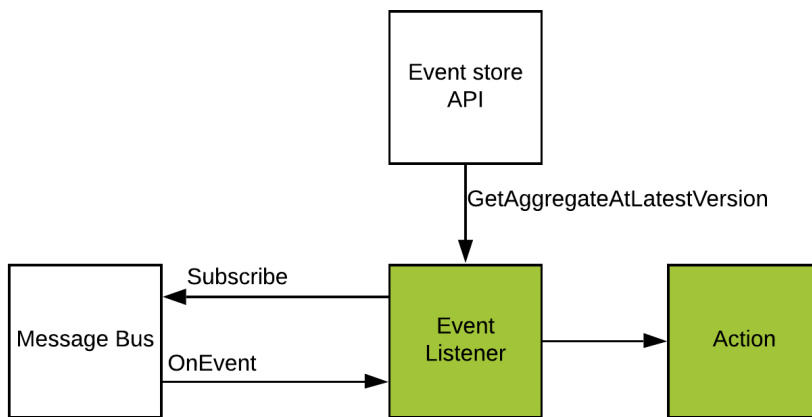 Event store
API
GetAggregateAtLatestVersion
Subscribe
Message Bus
OnEvent
Event
Listener
Action